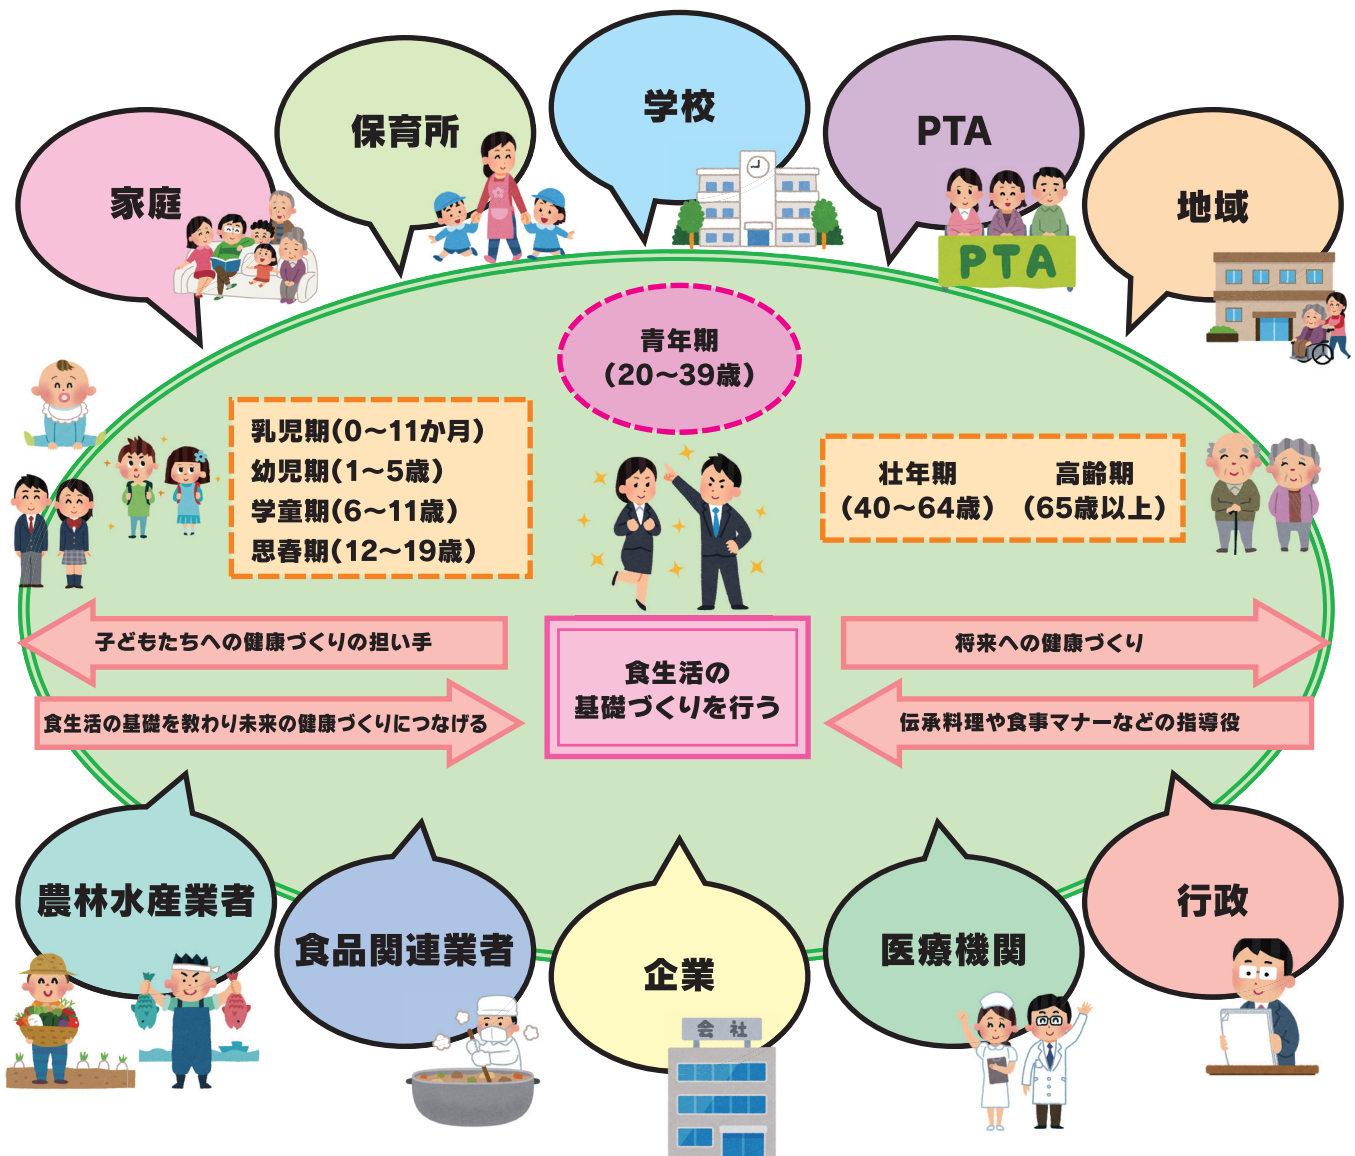 学校
保育所
PTA
家庭
地域
PTA
青年期
(20～39歳)
乳児期(0～11か月)
幼児期(1～5歳)
学童期(6～11歳)
思春期(12～19歳)
壮年期
(40～64歳)
高齢期
(65歳以上)
子どもたちへの健康づくりの担い手
将来への健康づくり
食生活の
基礎づくりを行う
食生活の基礎を教わり未来の健康づくりにつなげる
伝承料理や食事マナーなどの指導役
農林水産業者
食品関連業者
企業
医療機関
行政
会社